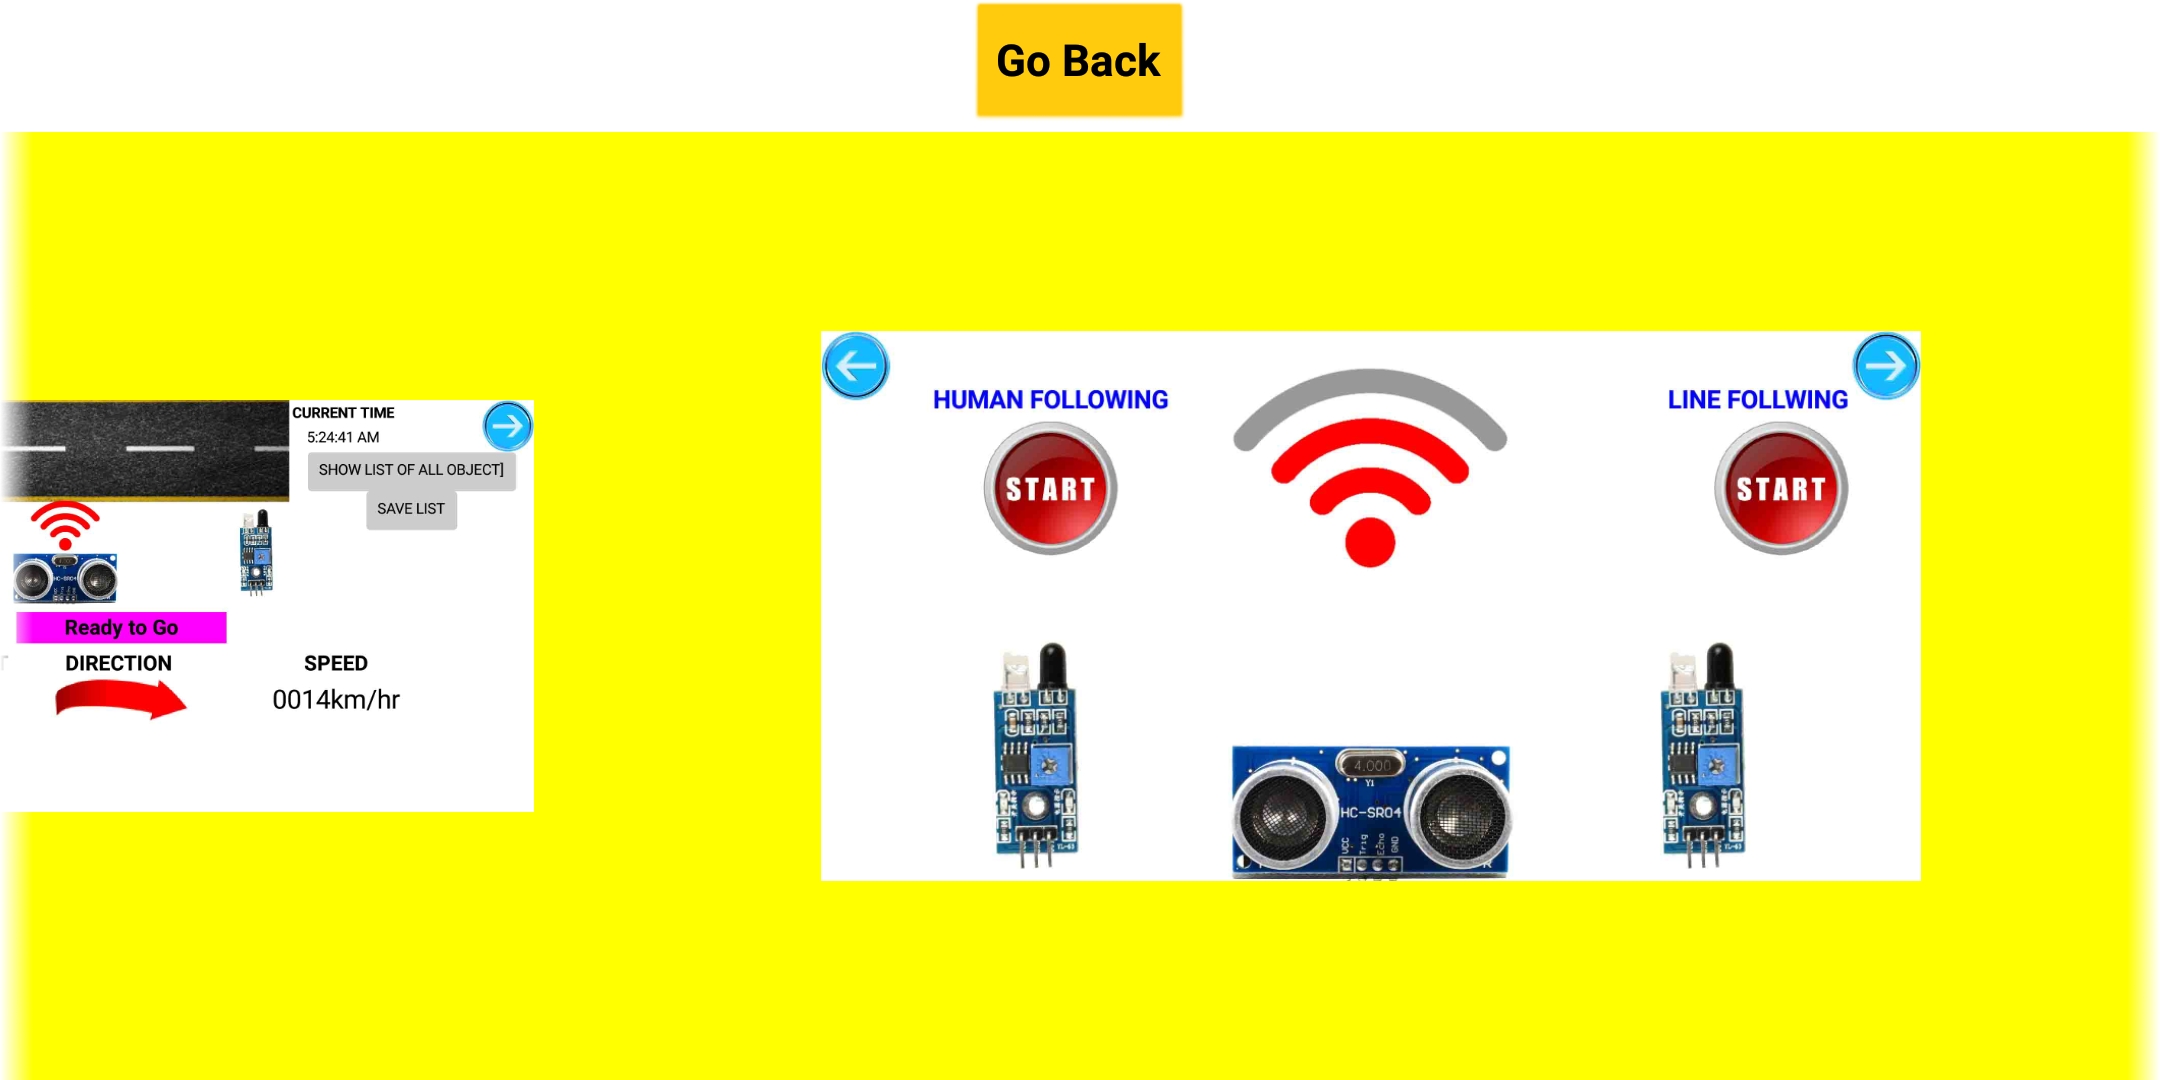 Go Back
CURRENT TIME
5:24:41 AM
SHOW LIST OF ALL OBJECT]
SAVE LIST
HC-SR04
Ready to Go
DIRECTION
SPEED
0014km/hr
HUMAN FOLLOWING
LINE FOLLWING
START
START
4.000
Y1
HC-SR04
VCC
Trig
Echo
GND